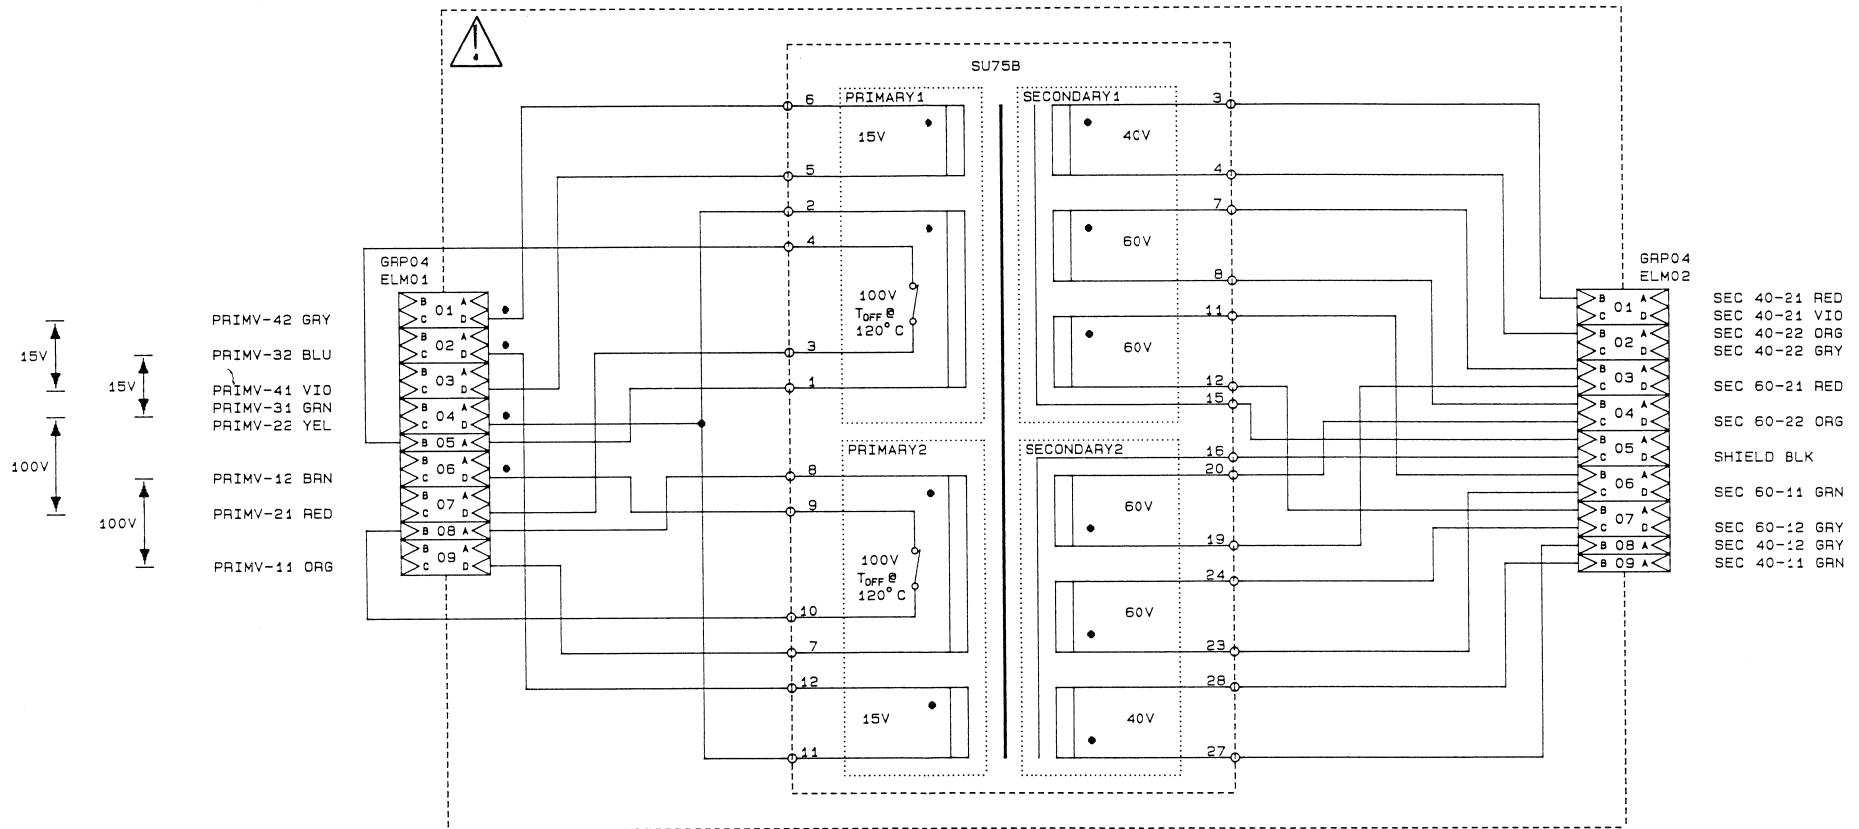 !
SU75B
6 PRIMARY1 SECONDARY1 3
15V 40V
5 4
2 7
60V
4
8
100V
TOFF @
120°C
11
60V
3
1 12
15
PRIMARY2 SECONDARY2
16
8 20
60V
9
19
100V
TOFF @
120°C
24
60V
10
7 23
12 28
15V 40V
11 27
GRP04
ELM01
B 01 A
C D
B 02 A
C D
B 03 A
C D
B 04 A
C D
B 05 A
B 06 A
C D
B 07 A
C D
B 08 A
B 09 A
C D
PRIMV-42 GRY
15V
PRIMV-32 BLU
15V
PRIMV-41 VIO
PRIMV-31 GRN
PRIMV-22 YEL
100V
PRIMV-12 BRN
PRIMV-21 RED
100V
PRIMV-11 ORG
GRP04
ELM02
B 01 A
C D
B 02 A
C D
B 03 A
C D
B 04 A
C D
B 05 A
C D
B 06 A
C D
B 07 A
C D
B 08 A
B 09 A
SEC 40-21 RED
SEC 40-21 VIO
SEC 40-22 ORG
SEC 40-22 GRY
SEC 60-21 RED
SEC 60-22 ORG
SHIELD BLK
SEC 60-11 GRN
SEC 60-12 GRY
SEC 40-12 GRY
SEC 40-11 GRN